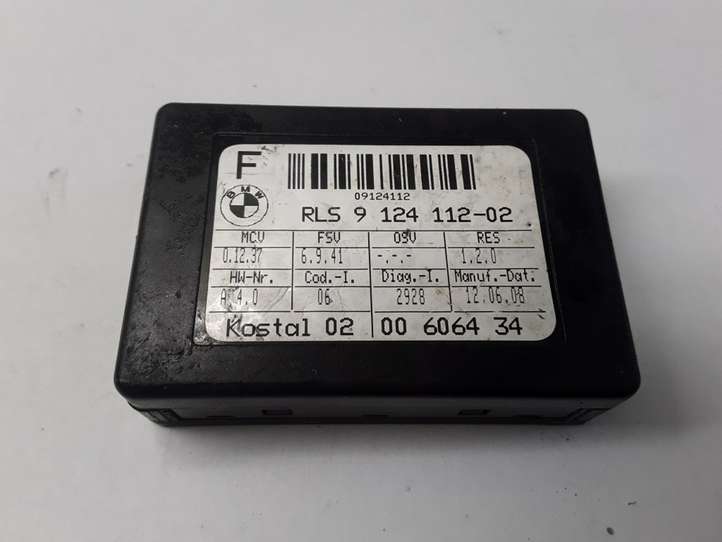 F
09124112
BMW
RLS 9 124 112-02
MCV FSV OSV RES
0.12.37 6.9.41 -.-.- 1.2.0
HW-Nr. Cod.-I. Diag.-I. Manuf.-Dat.
06 2928 12.06.08
Kostal 02 00 6064 34